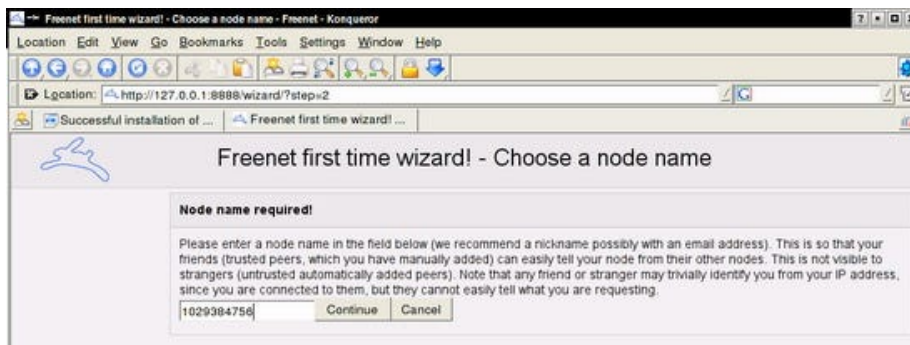 Freenet first time wizard! - Choose a node name - Freenet - Konqueror
Location Edit View Go Bookmarks Tools Settings Window Help
Location: http://127.0.0.1:8888/wizard/?step=2
Successful installation of ... Freenet first time wizard! ...
Freenet first time wizard! - Choose a node name
Node name required!
Please enter a node name in the field below (we recommend a nickname possibly with an email address). This is so that your
friends (trusted peers, which you have manually added) can easily tell your node from their other nodes. This is not visible to
strangers (untrusted automatically added peers). Note that any friend or stranger may trivially identify you from your IP address,
since you are connected to them, but they cannot easily tell what you are requesting.
1029384756 Continue Cancel